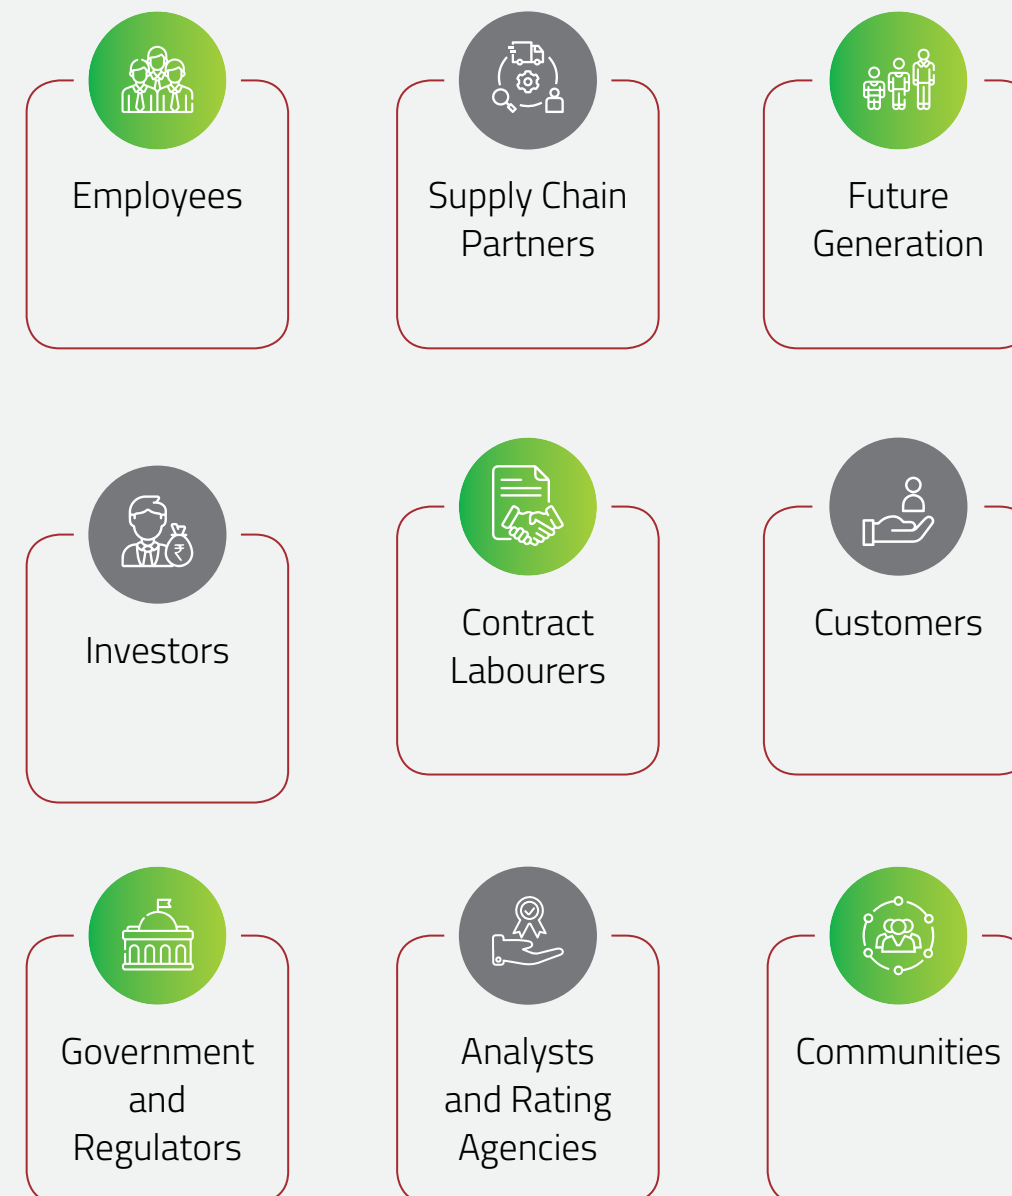 Employees
Supply Chain
Partners
Future
Generation
Investors
Contract
Labourers
Customers
Government
and
Regulators
Analysts
and Rating
Agencies
Communities